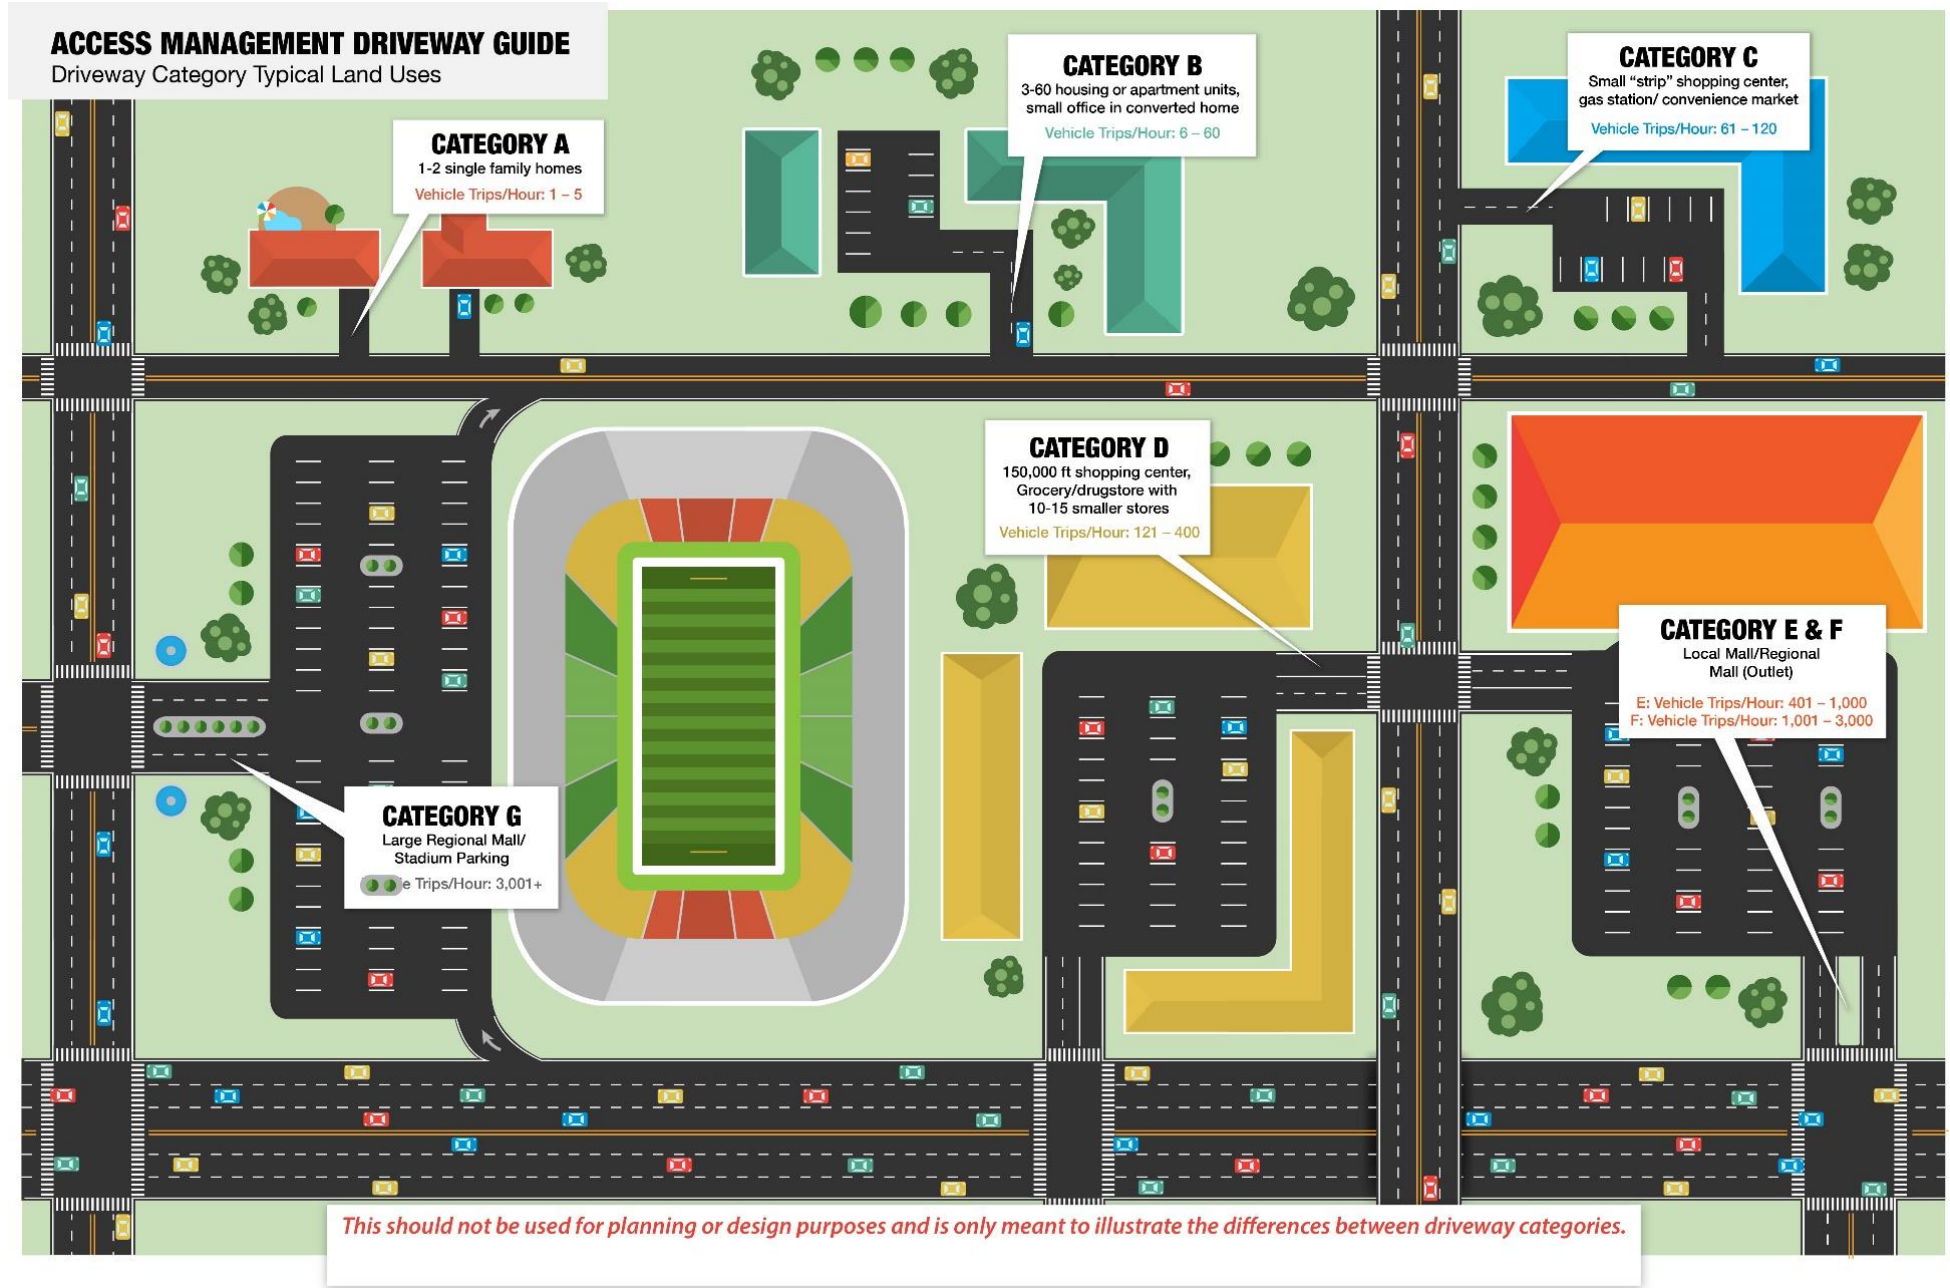 ACCESS MANAGEMENT DRIVEWAY GUIDE
Driveway Category Typical Land Uses
CATEGORY A
1-2 single family homes
Vehicle Trips/Hour: 1 – 5
CATEGORY B
3-60 housing or apartment units,
small office in converted home
Vehicle Trips/Hour: 6 – 60
CATEGORY C
Small “strip” shopping center,
gas station/ convenience market
Vehicle Trips/Hour: 61 – 120
CATEGORY D
150,000 ft shopping center,
Grocery/drugstore with
10-15 smaller stores
Vehicle Trips/Hour: 121 – 400
CATEGORY E & F
Local Mall/Regional
Mall (Outlet)
E: Vehicle Trips/Hour: 401 – 1,000
F: Vehicle Trips/Hour: 1,001 – 3,000
CATEGORY G
Large Regional Mall/
Stadium Parking
Trips/Hour: 3,001+
This should not be used for planning or design purposes and is only meant to illustrate the differences between driveway categories.